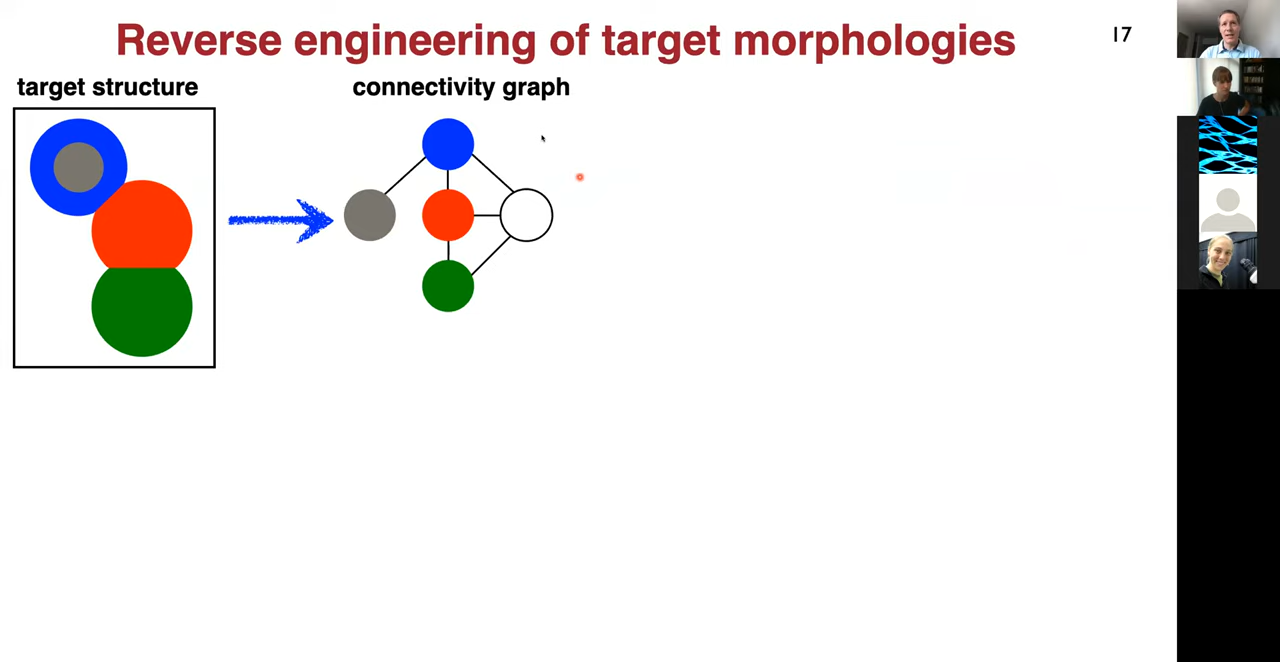 Reverse engineering of target morphologies
17
target structure
connectivity graph